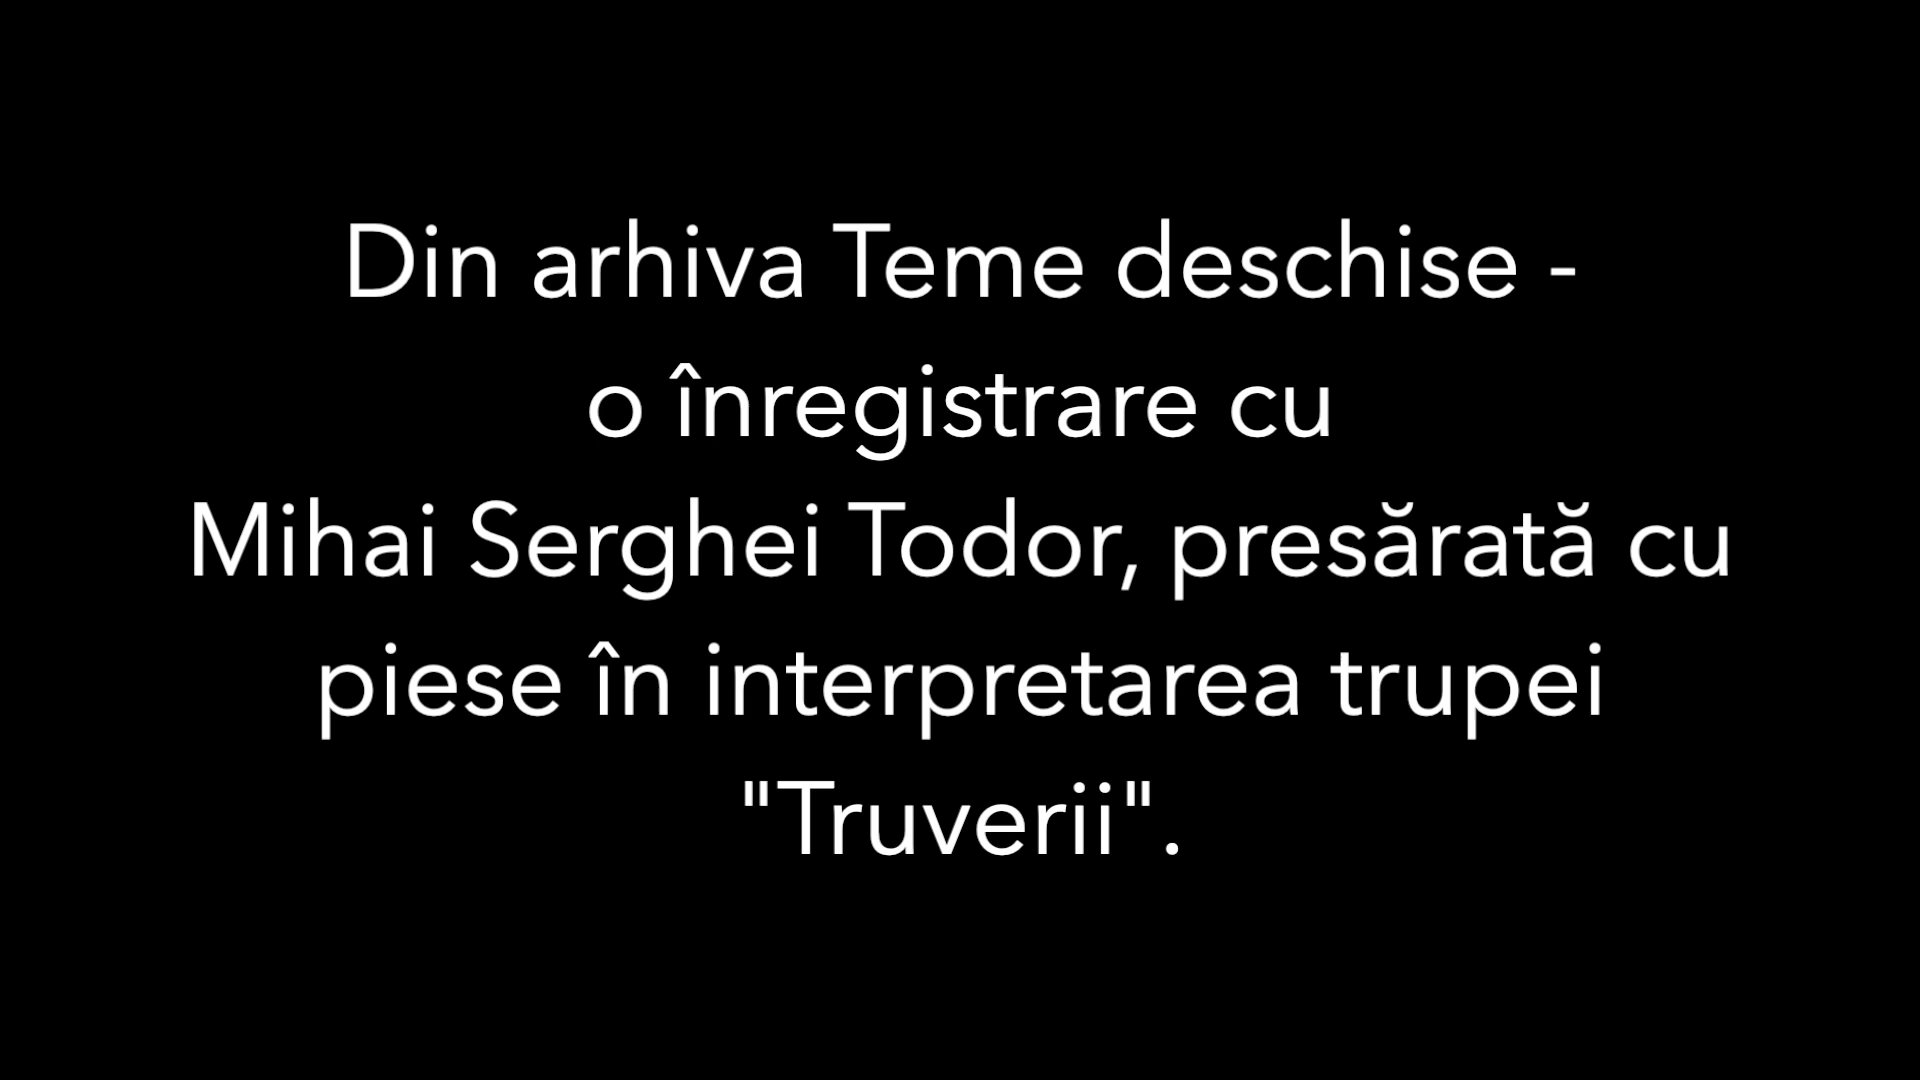 Din arhiva Teme deschise -
o înregistrare cu
Mihai Serghei Todor, presărată cu
piese în interpretarea trupei
"Truverii".